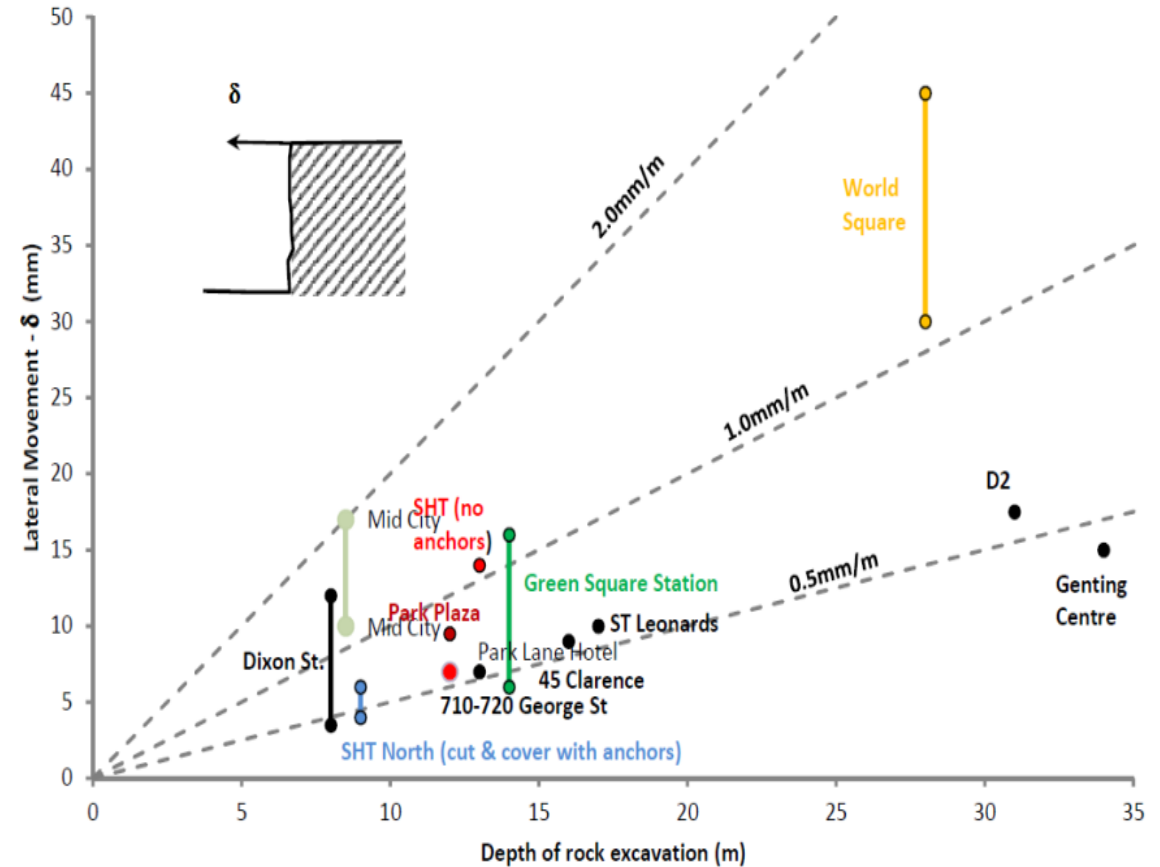 50
45
40
35
30
25
20
15
10
5
0
Lateral Movement - δ (mm)
δ
2.0mm/m
World
Square
1.0mm/m
D2
SHT (no
anchors)
Mid City
0.5mm/m
Green Square Station
Genting
Centre
Park Plaza
Mid City
ST Leonards
Dixon St.
Park Lane Hotel
45 Clarence
710-720 George St
SHT North (cut & cover with anchors)
0
5
10
15
20
25
30
35
Depth of rock excavation (m)